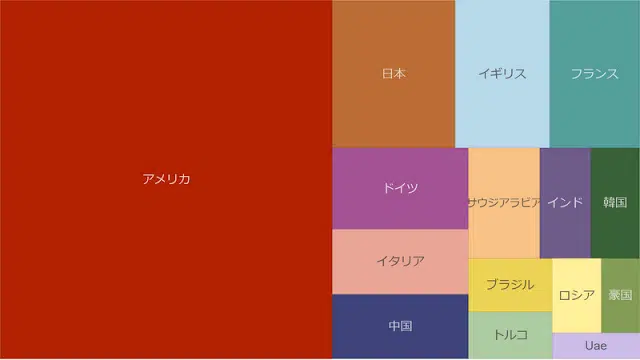 アメリカ
日本
イギリス
フランス
ドイツ
サウジアラビア
インド
韓国
イタリア
中国
ブラジル
ロシア
豪国
トルコ
Uae